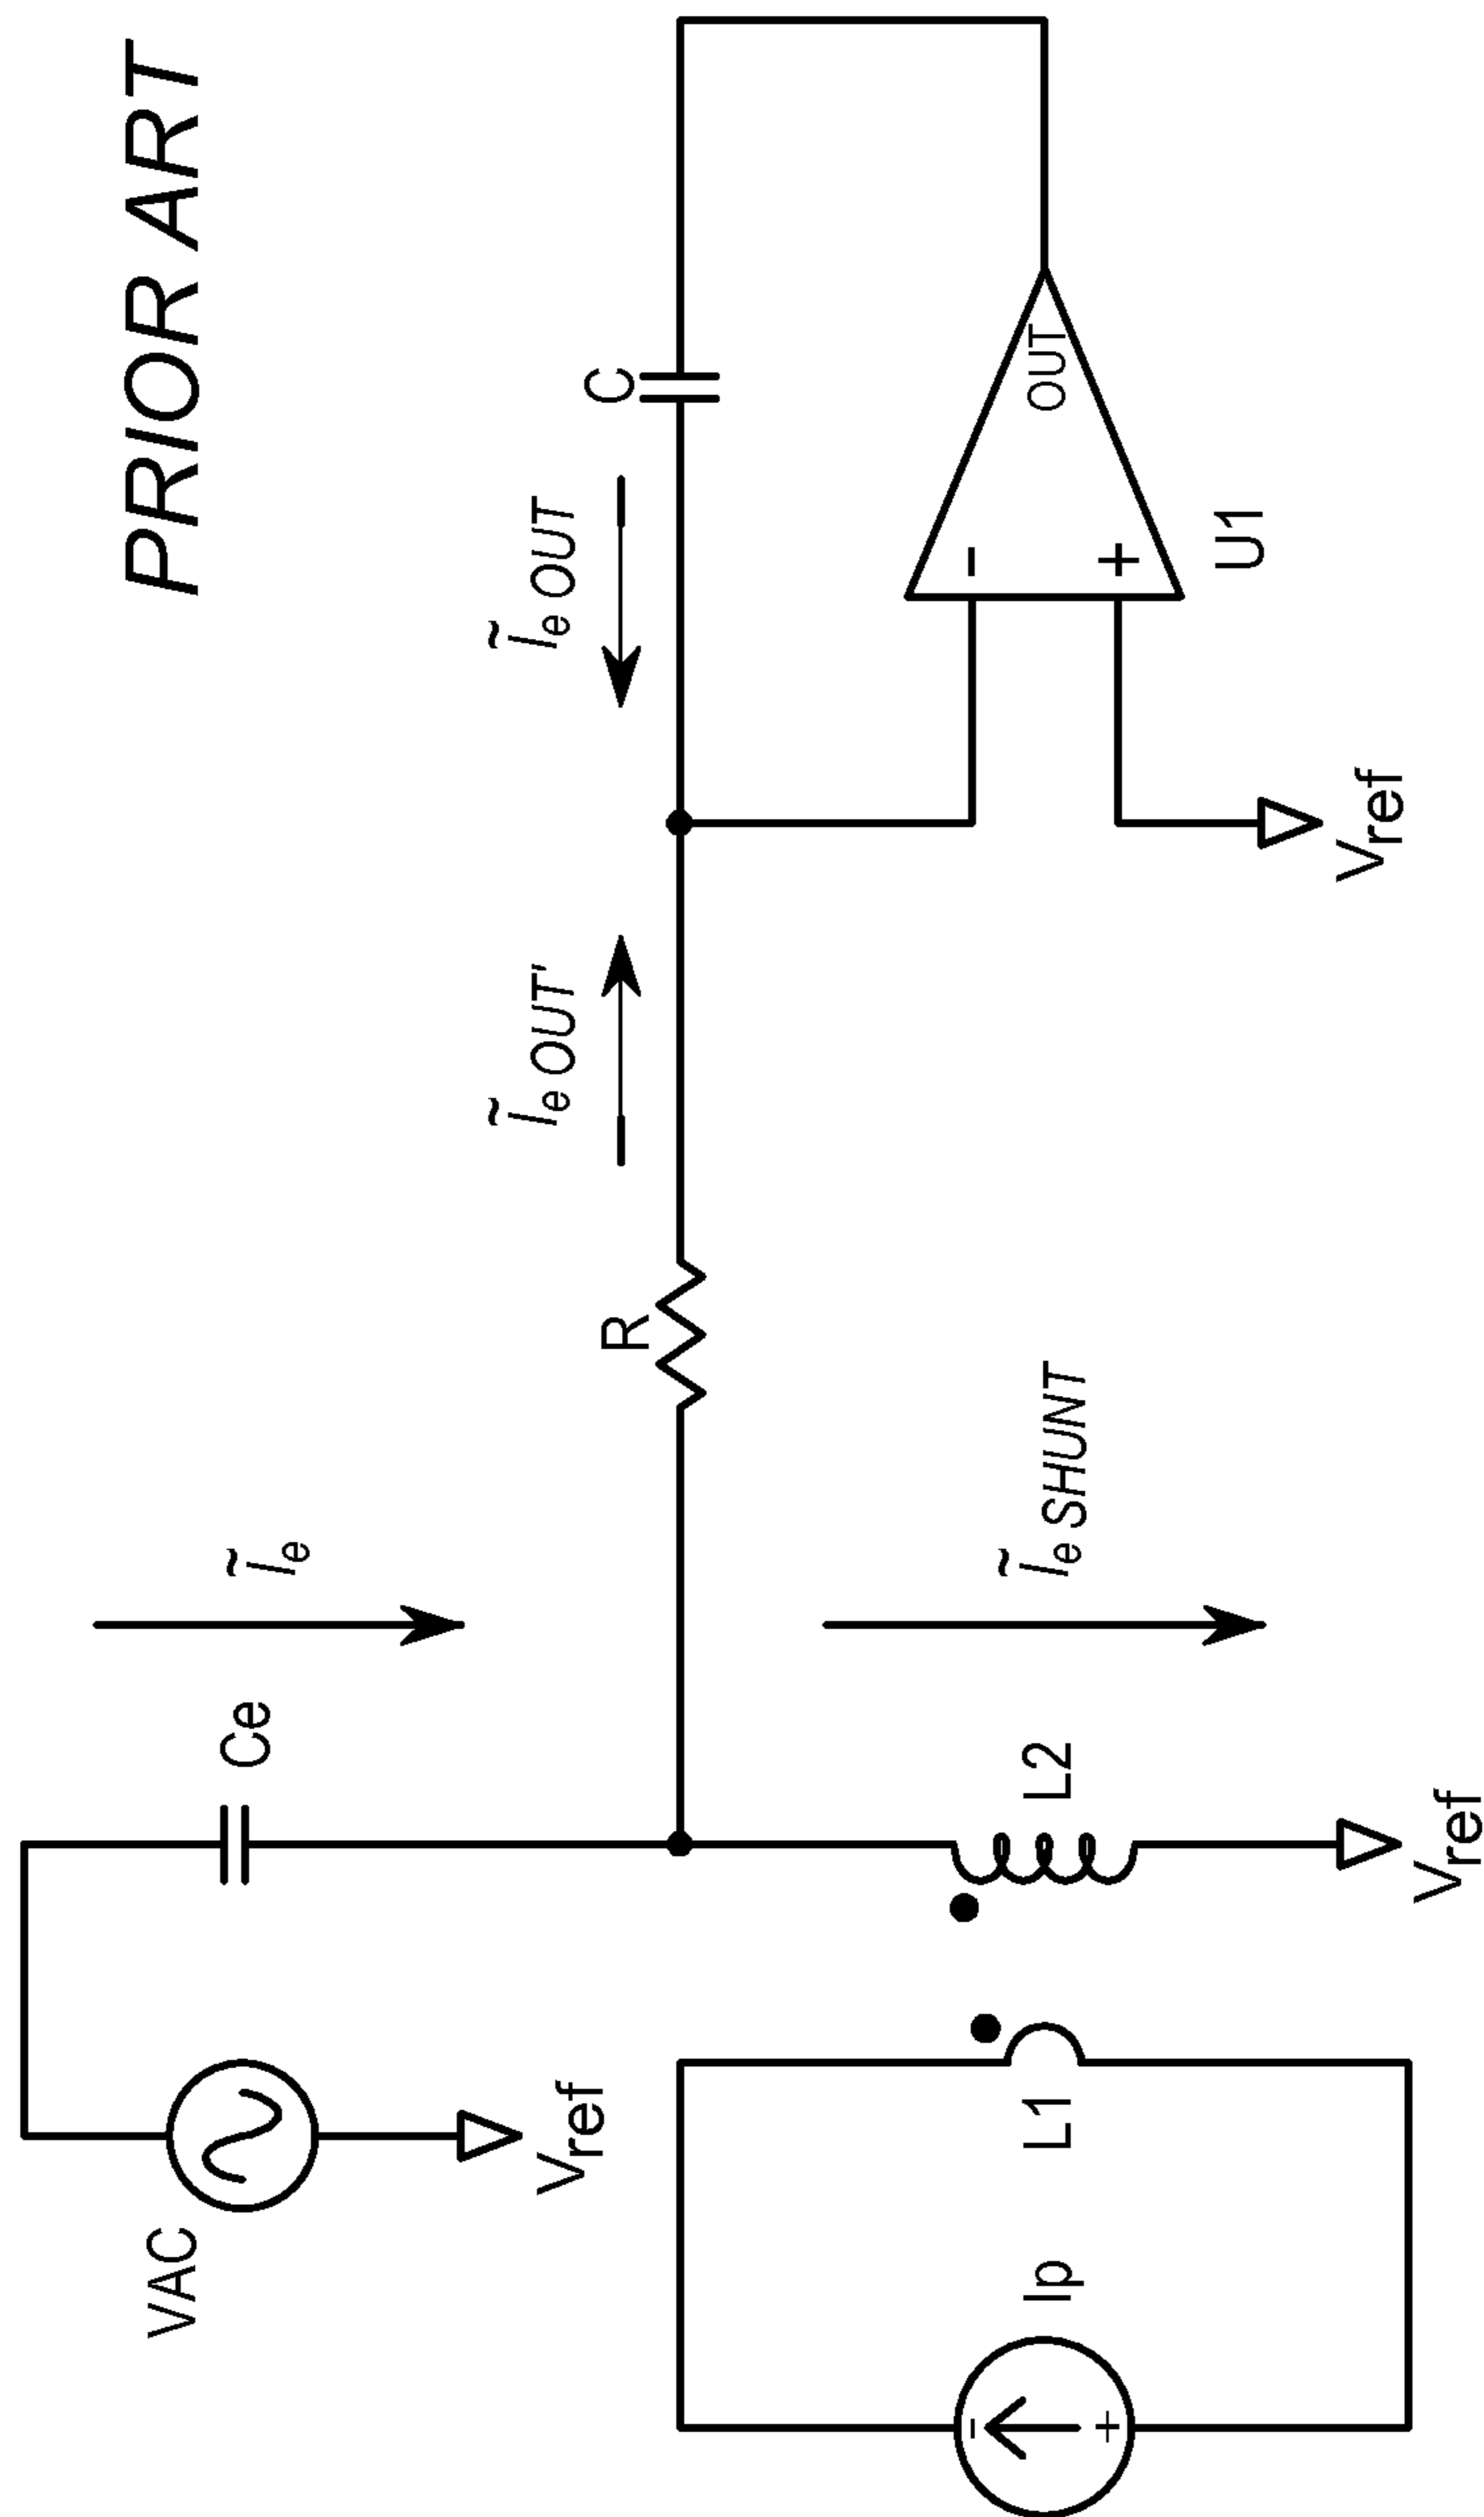 PRIOR ART
VAC
Vref
Ce
Ĩe
Ip
L1
L2
Vref
Ĩe SHUNT
R
Ĩe OUT'
Ĩe OUT
C
-
+
OUT
U1
Vref
-
+